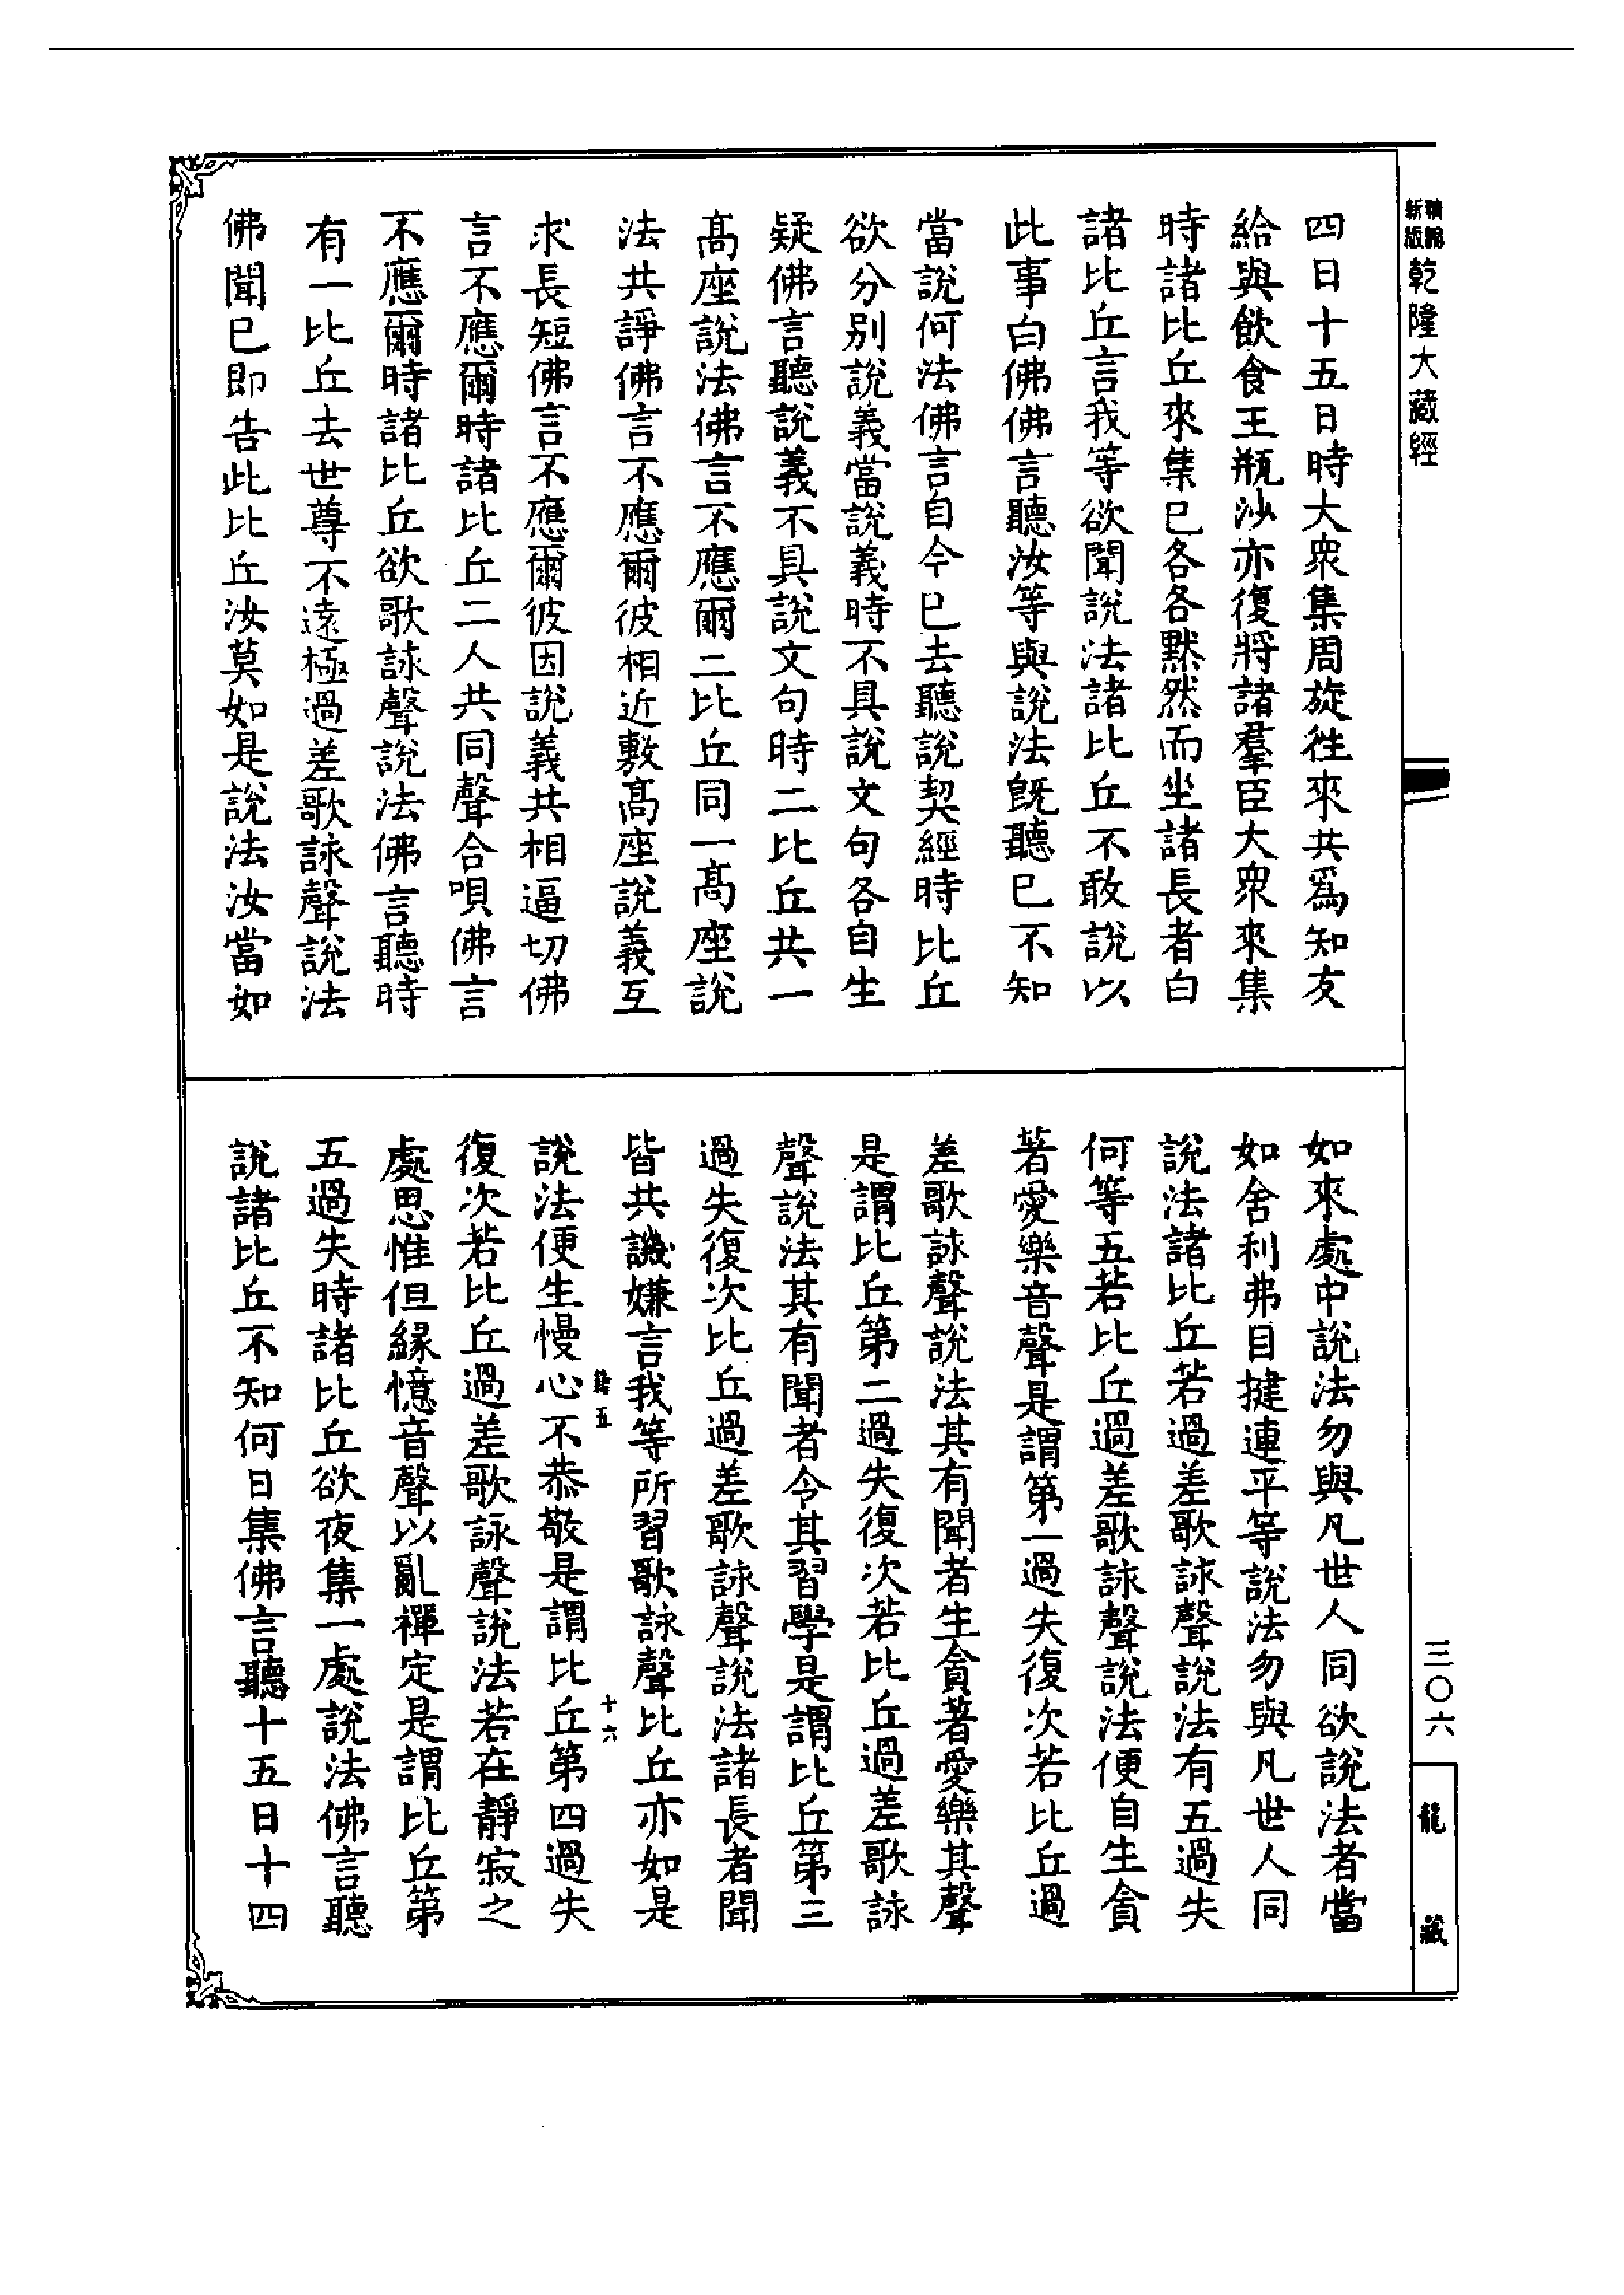 新版精縮乾隆大藏經
四日十五日時大衆集周旋徃來共爲知友
給與飲食王瓶沙亦復將諸羣臣大衆來集
時諸比丘來集巳各各默然而坐諸長者白
諸比丘言我等欲聞說法諸比丘不敢說以
此事白佛佛言聽汝等與說法旣聽巳不知
當說何法佛言自今巳去聽說契經時比丘
欲分别說義當說義時不具說文句各自生
疑佛言聽說義不具說文句時二比丘共一
髙座說法佛言不應爾二比丘同一髙座說
法共諍佛言不應爾彼相近敷髙座說義互
求長短佛言不應爾彼因說義共相逼切佛
言不應爾時諸比丘二人共同聲合唄佛言
不應爾時諸比丘欲歌詠聲說法佛言聽時
有一比丘去世尊不遠極過差歌詠聲說法
佛聞巳即告此比丘汝莫如是說法汝當如
如來處中說法勿與凡世人同欲說法者當
如舍利弗目揵連平等說法勿與凡世人同
說法諸比丘若過差歌詠聲說法有五過失
何等五若比丘過差歌詠聲說法便自生貪
著愛樂音聲是謂第一過失復次若比丘過
差歌詠聲說法其有聞者生貪著愛樂其聲
是謂比丘第二過失復次若比丘過差歌詠
聲說法其有聞者令其習學是謂比丘第三
過失復次比丘過差歌詠聲說法諸長者聞
皆共譏嫌言我等所習歌詠聲比丘亦如是
五 十六
說法便生慢心不恭敬是謂比丘第四過失
復次若比丘過差歌詠聲說法若在靜寂之
處思惟但緣憶音聲以亂禪定是謂比丘第
五過失時諸比丘欲夜集一處說法佛言聽
說諸比丘不知何日集佛言聽十五日十四
三〇六
龍藏